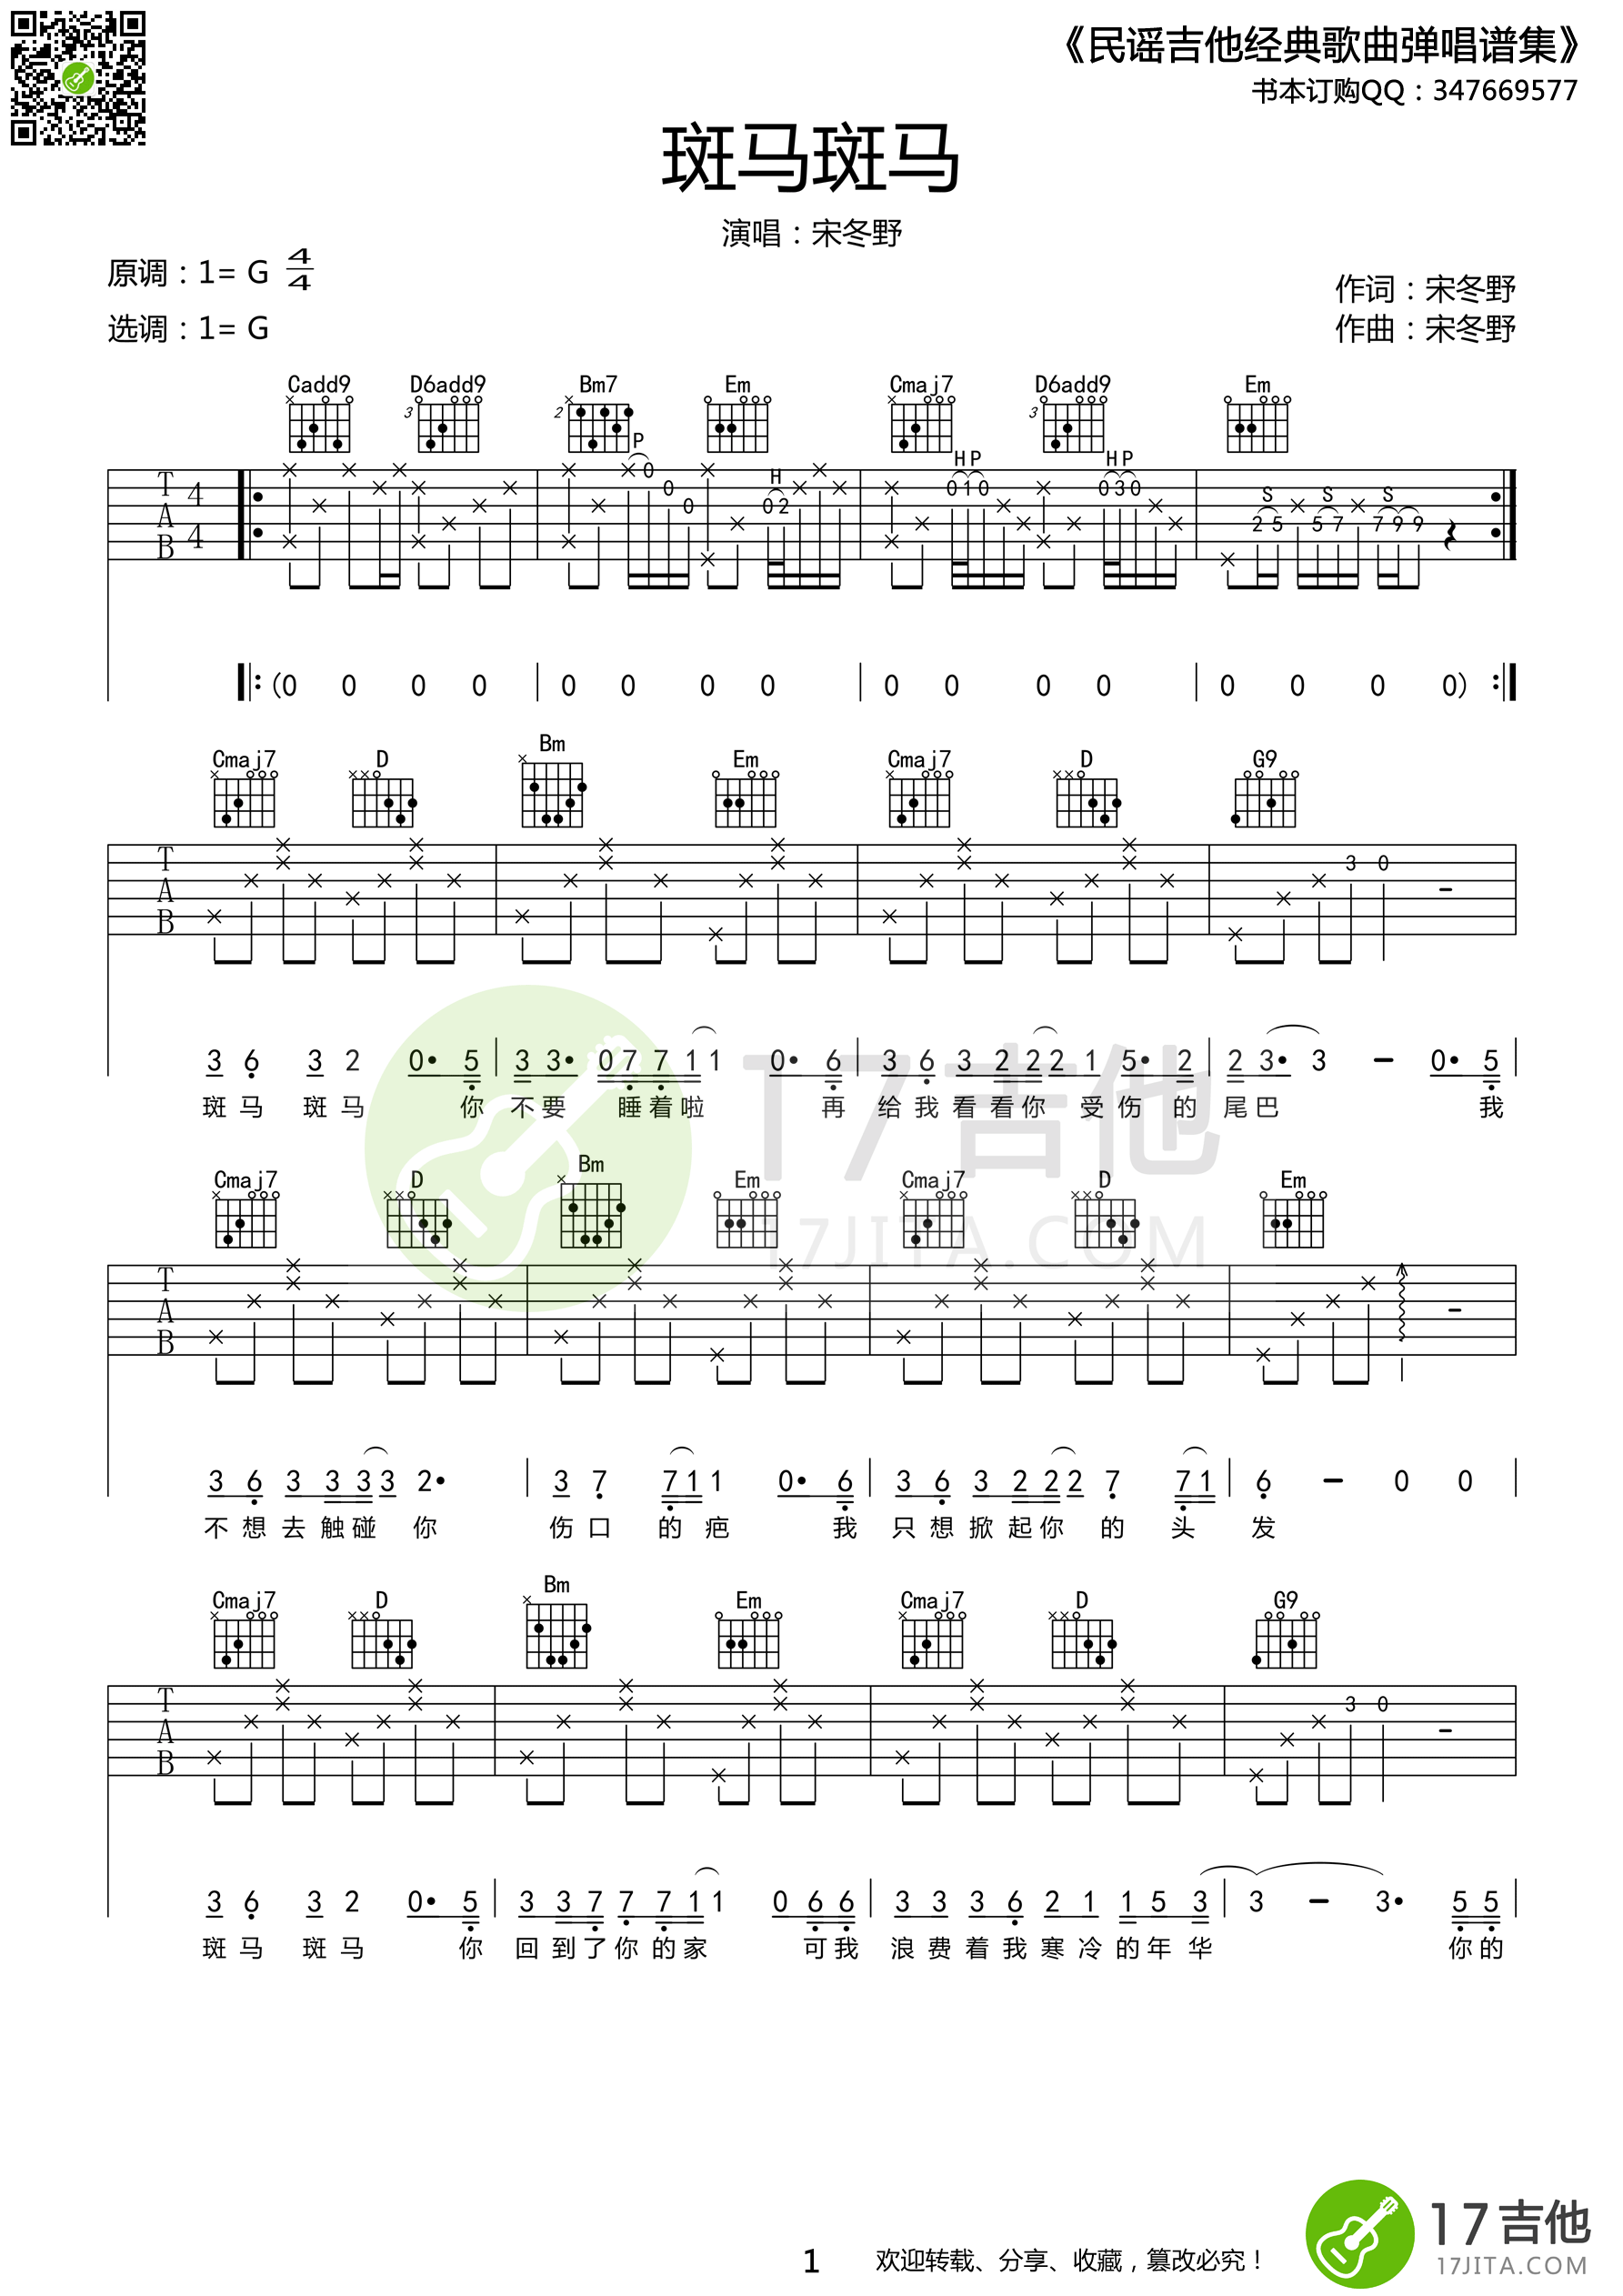 《民谣吉他经典歌曲弹唱谱集》
书本订购QQ：347669577
斑马斑马
演唱：宋冬野
原调：1= G 4/4
选调：1= G
作词：宋冬野
作曲：宋冬野
Cadd9 D6add9 Bm7 Em Cmaj7 D6add9 Em
3 2 3
P H H P H P S S S
T A B 4 4
0 0 0 0 2 0 1 0 0 3 0 2 5 5 7 7 9 9
(0 0 0 0 | 0 0 0 0 | 0 0 0 0 | 0 0 0 0)
Cmaj7 D Bm Em Cmaj7 D G9
T A B 3 0 -
3 6 3 2 0· 5 | 3 3· 0 7 7 1 1 0· 6 | 3 6 3 2 2 2 1 5· 2 | 2 3· 3 - 0· 5 |
斑 马 斑 马 你 不 要 睡 着 啦 再 给 我 看 看 你 受 伤 的 尾 巴 我
17吉他
17JITA.COM
Cmaj7 D Bm Em Cmaj7 D Em
T A B -
3 6 3 3 3 3 2· | 3 7 7 1 1 0· 6 | 3 6 3 2 2 2 7 7 1 | 6 - 0 0 |
不 想 去 触 碰 你 伤 口 的 疤 我 只 想 掀 起 你 的 头 发
Cmaj7 D Bm Em Cmaj7 D G9
T A B 3 0 -
3 6 3 2 0· 5 | 3 3 7 7 7 1 1 0 6 6 | 3 3 3 6 2 1 1 5 3 | 3 - 3· 5 5 |
斑 马 斑 马 你 回 到 了 你 的 家 可 我 浪 费 着 我 寒 冷 的 年 华 你 的
1 欢迎转载、分享、收藏，篡改必究！
17吉他
17JITA.COM